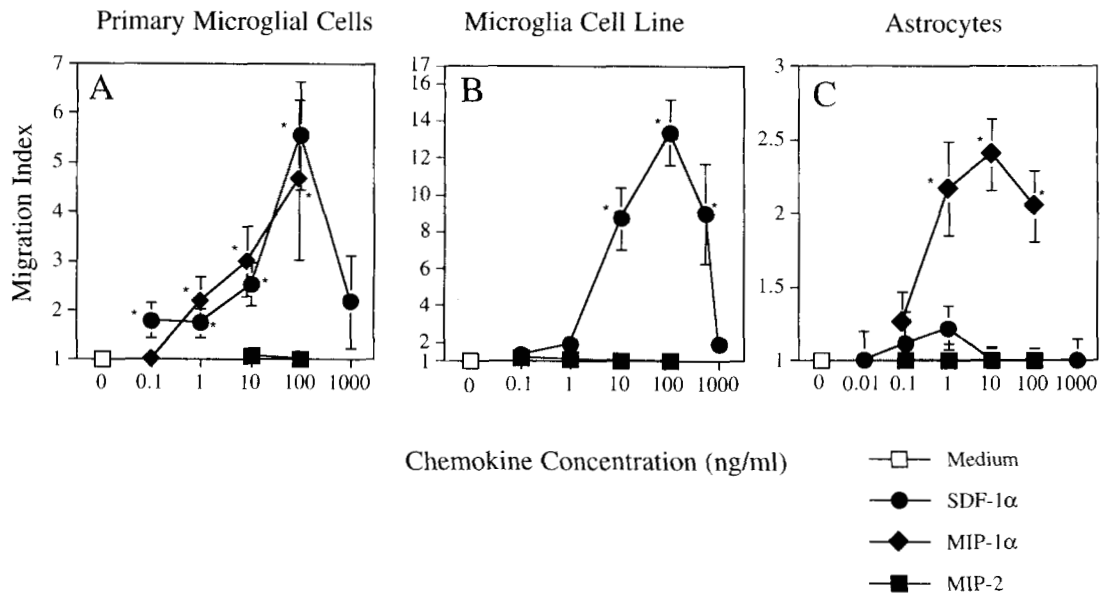 Primary Microglial Cells
Microglia Cell Line
Astrocytes
Migration Index
A
7
6
5
4
3
2
1
0 0.1 1 10 100 1000
B
17
16
14
12
10
8
6
4
2
1
0 0.1 1 10 100 1000
C
3
2.5
2
1.5
1
0 0.01 0.1 1 10 100 1000
Chemokine Concentration (ng/ml)
Medium
SDF-1α
MIP-1α
MIP-2